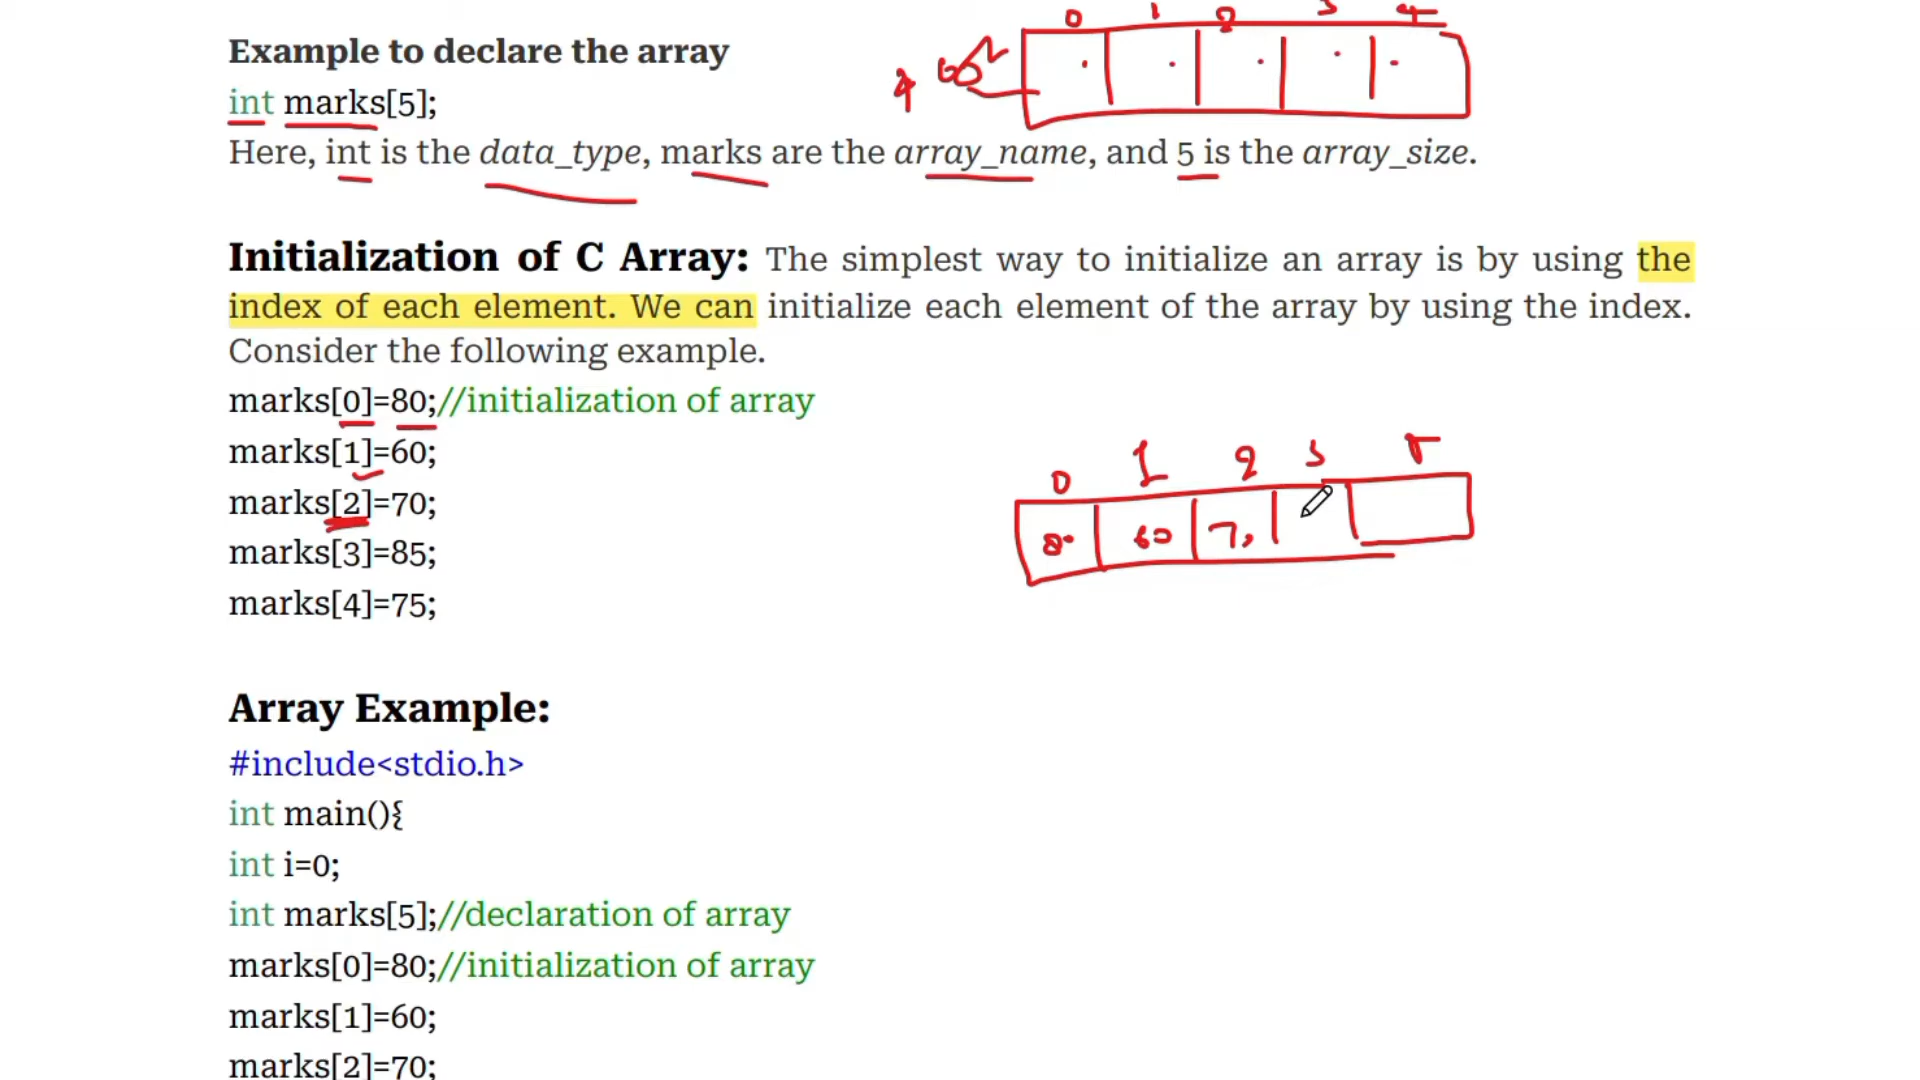 0 1 2 3 4
Example to declare the array
int marks[5];
Here, int is the data_type, marks are the array_name, and 5 is the array_size.
Initialization of C Array: The simplest way to initialize an array is by using the
index of each element. We can initialize each element of the array by using the index.
Consider the following example.
marks[0]=80;//initialization of array
marks[1]=60;
marks[2]=70;
marks[3]=85;
marks[4]=75;
0 1 2 3
80 60 70
Array Example:
#include<stdio.h>
int main(){
int i=0;
int marks[5];//declaration of array
marks[0]=80;//initialization of array
marks[1]=60;
marks[2]=70;